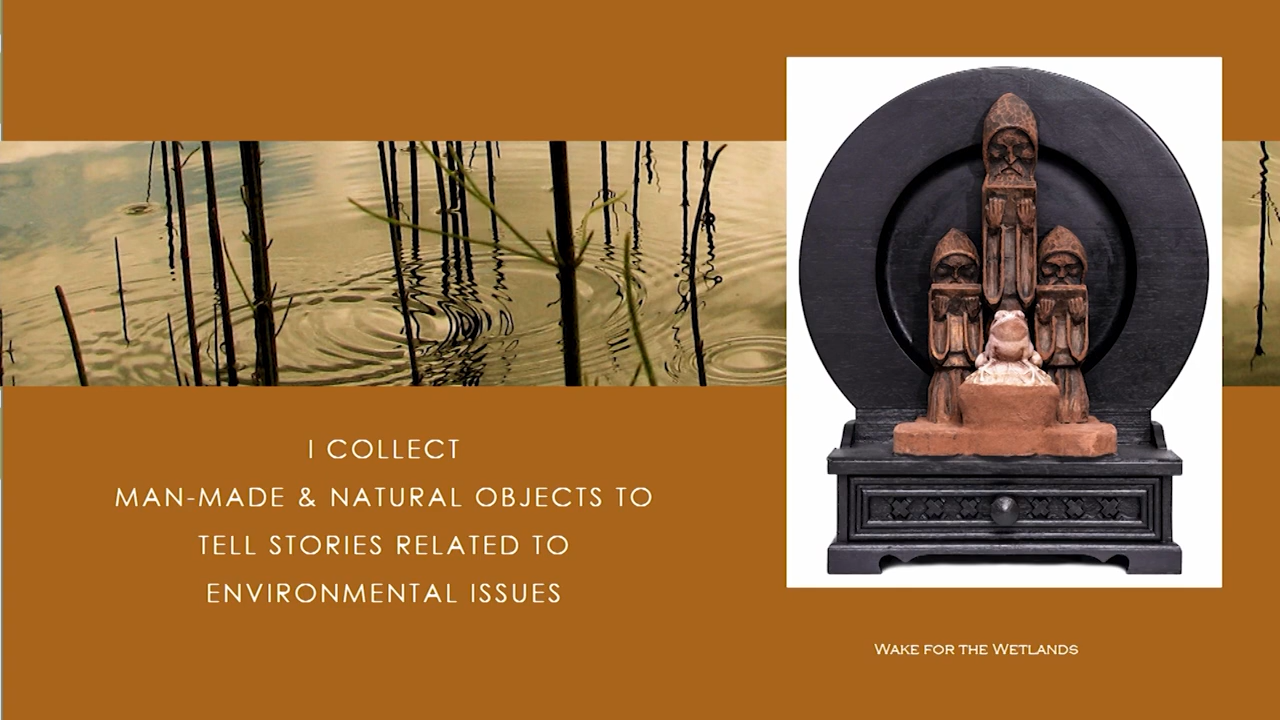 I COLLECT
MAN-MADE & NATURAL OBJECTS TO
TELL STORIES RELATED TO
ENVIRONMENTAL ISSUES
WAKE FOR THE WETLANDS